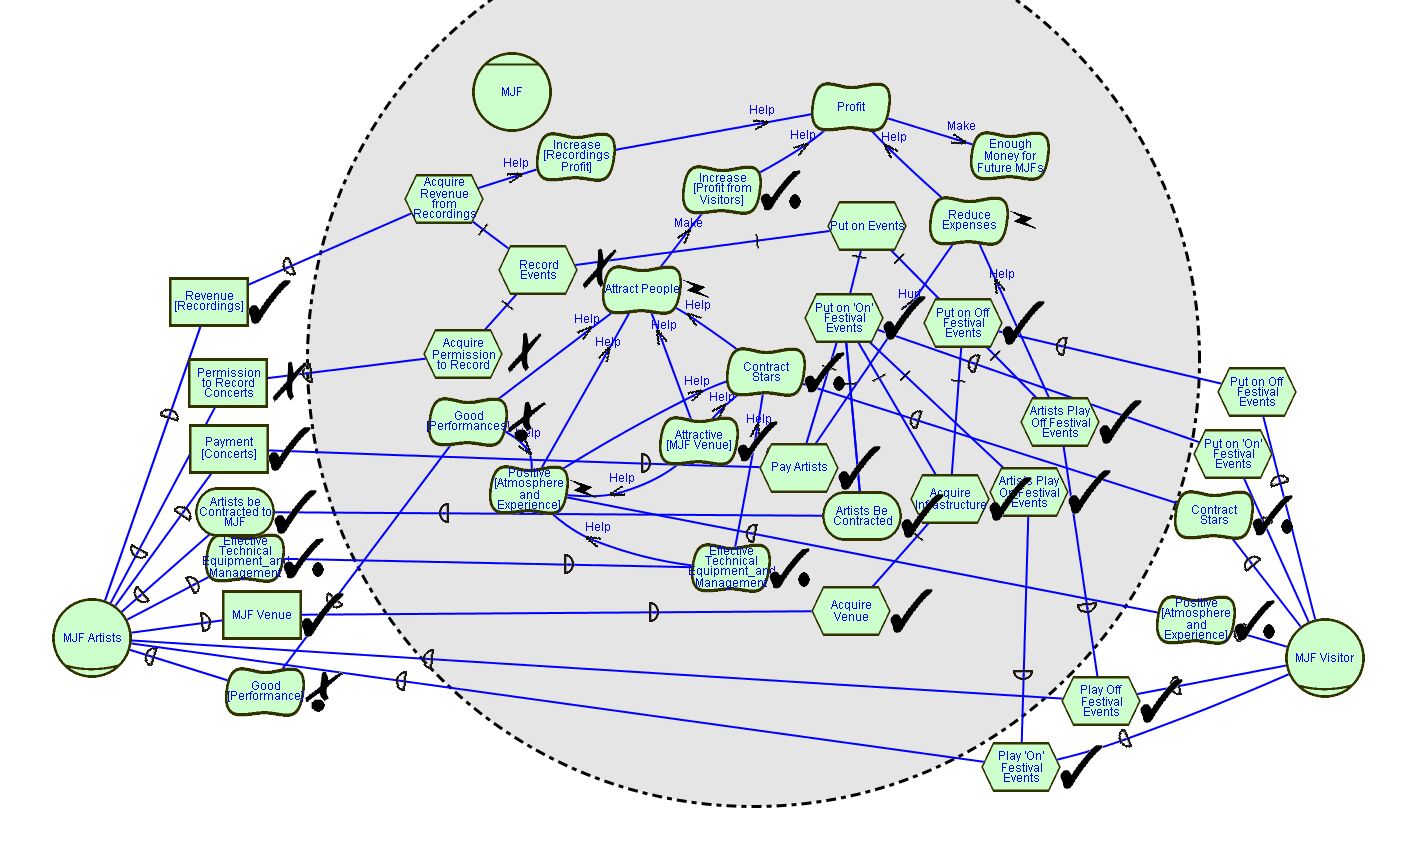 MJF
Help
Profit
Help
Help
Make
Enough
Money for
Future MJFs
Increase
[Recordings
Profit]
Help
Acquire
Revenue
from
Recordings
Increase
[Profit from
Visitors]
Make
Put on Events
Reduce
Expenses
Record
Events
Help
Attract People
Revenue
[Recordings]
Hurt
Put on 'On'
Festival
Events
Put on Off
Festival
Events
Help
Help
Help
Help
Acquire
Permission
to Record
Permission
to Record
Concerts
Contract
Stars
Help
Help
Put on Off
Festival
Events
Good
[Performances]
Help
Help
Attractive
[MJF Venue]
Artists Play
Off Festival
Events
Payment
[Concerts]
Put on 'On'
Festival
Events
Pay Artists
Help
Positive
[Atmosphere
and
Experience]
Acquire
Infrastructure
Artists Play
On Festival
Events
Artists be
Contracted to
MJF
Artists Be
Contracted
Contract
Stars
Help
Effective
Technical
Equipment_and
Management
Effective
Technical
Equipment_and
Management
MJF Venue
Acquire
Venue
Positive
[Atmosphere
and
Experience]
MJF Artists
MJF Visitor
Good
[Performance]
Play Off
Festival
Events
Play 'On'
Festival
Events